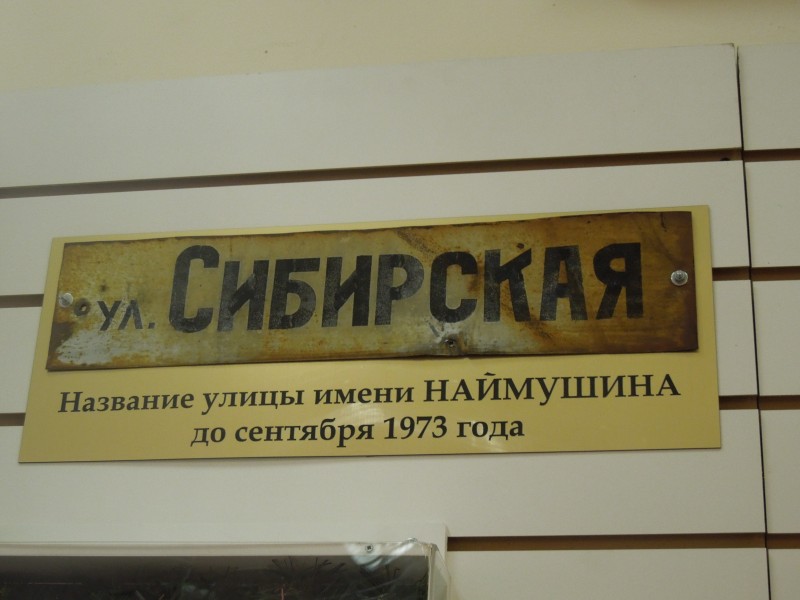 ул. СИБИРСКАЯ
Название улицы имени НАЙМУШИНА
до сентября 1973 года